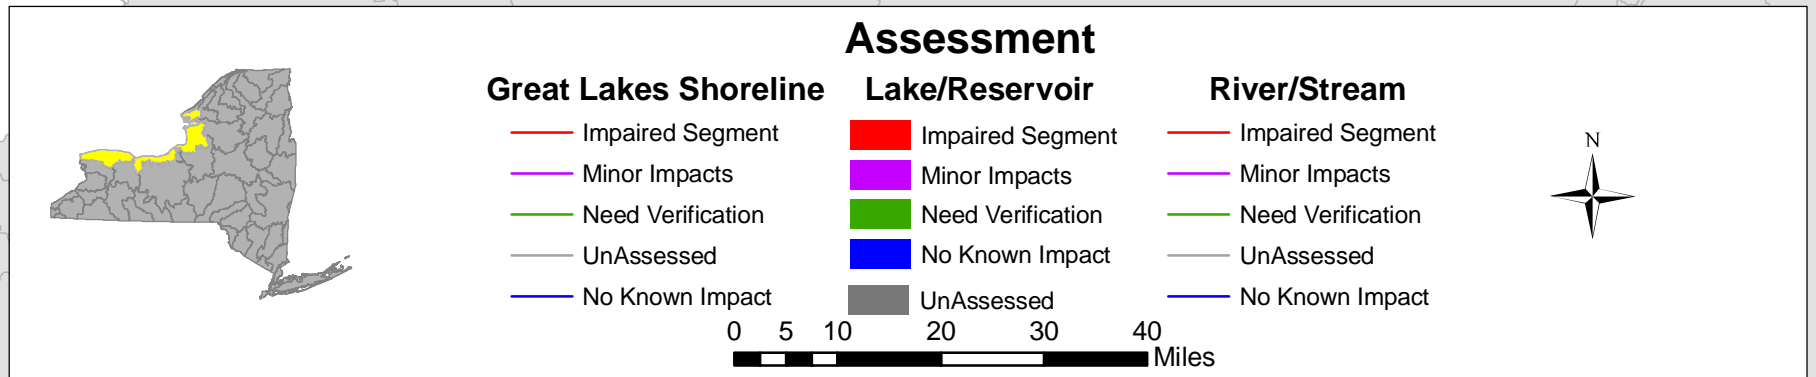 Assessment
Great Lakes Shoreline
Impaired Segment
Minor Impacts
Need Verification
UnAssessed
No Known Impact
Lake/Reservoir
Impaired Segment
Minor Impacts
Need Verification
No Known Impact
UnAssessed
River/Stream
Impaired Segment
Minor Impacts
Need Verification
UnAssessed
No Known Impact
N
0 5 10 20 30 40
Miles